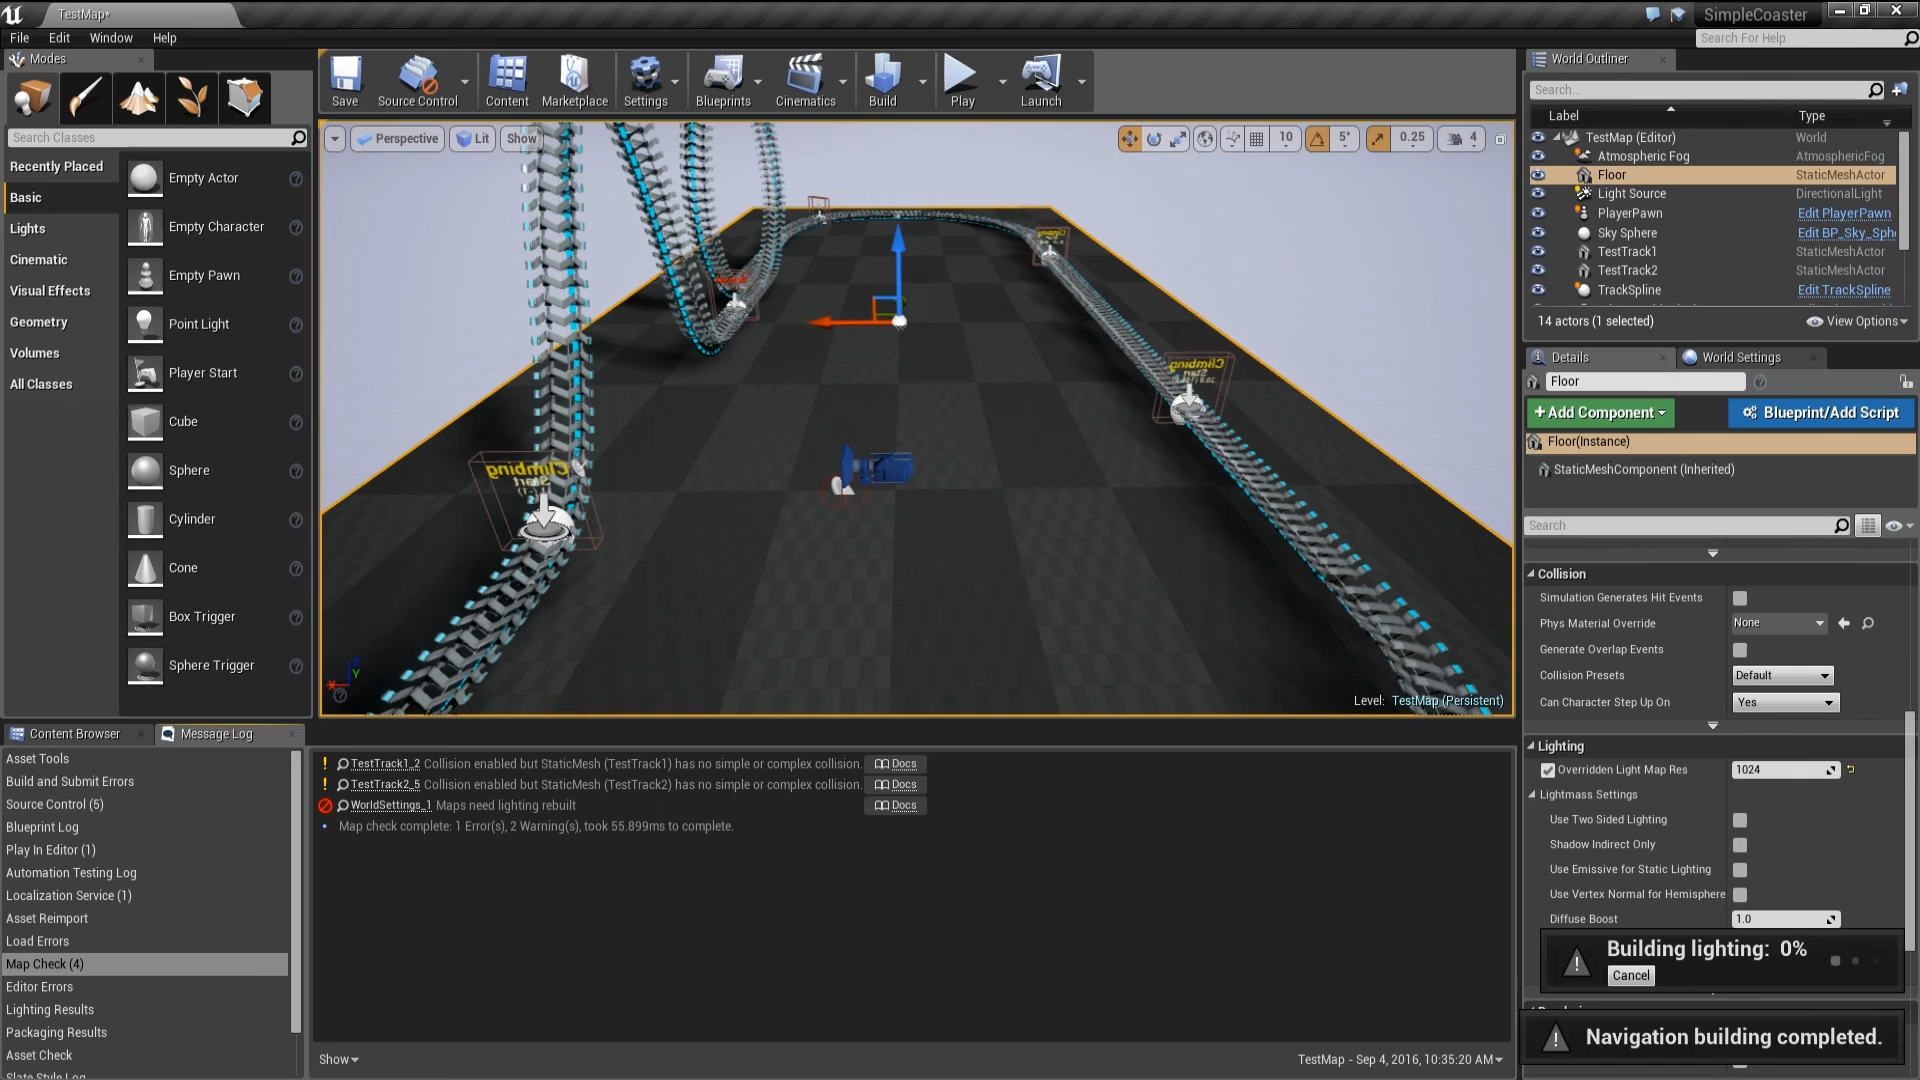 TestMap*
SimpleCoaster
File Edit Window Help
Search For Help
Modes
Search Classes
Recently Placed
Basic
Lights
Cinematic
Visual Effects
Geometry
Volumes
All Classes
Empty Actor
Empty Character
Empty Pawn
Point Light
Player Start
Cube
Sphere
Cylinder
Cone
Box Trigger
Sphere Trigger
Save Source Control Content Marketplace Settings Blueprints Cinematics Build Play Launch
Perspective Lit Show
10 5° 0.25 4
Climbing
Start
Climbing
Start
Level: TestMap (Persistent)
World Outliner
Search...
Label Type
TestMap (Editor) World
Atmospheric Fog AtmosphericFog
Floor StaticMeshActor
Light Source DirectionalLight
PlayerPawn Edit PlayerPawn
Sky Sphere Edit BP_Sky_Sph
TestTrack1 StaticMeshActor
TestTrack2 StaticMeshActor
TrackSpline Edit TrackSpline
14 actors (1 selected) View Options
Details World Settings
Floor
+Add Component Blueprint/Add Script
Floor(Instance)
StaticMeshComponent (Inherited)
Search
Collision
Simulation Generates Hit Events
Phys Material Override None
Generate Overlap Events
Collision Presets Default
Can Character Step Up On Yes
Lighting
Overridden Light Map Res 1024
Lightmass Settings
Use Two Sided Lighting
Shadow Indirect Only
Use Emissive for Static Lighting
Use Vertex Normal for Hemisphere
Diffuse Boost 1.0
Building lighting: 0%
Cancel
Navigation building completed.
Content Browser Message Log
Asset Tools
Build and Submit Errors
Source Control (5)
Blueprint Log
Play In Editor (1)
Automation Testing Log
Localization Service (1)
Asset Reimport
Load Errors
Map Check (4)
Editor Errors
Lighting Results
Packaging Results
Asset Check
Slate Style Log
TestTrack1_2 Collision enabled but StaticMesh (TestTrack1) has no simple or complex collision. Docs
TestTrack2_5 Collision enabled but StaticMesh (TestTrack2) has no simple or complex collision. Docs
WorldSettings_1 Maps need lighting rebuilt Docs
Map check complete: 1 Error(s), 2 Warning(s), took 55.899ms to complete.
Show
TestMap - Sep 4, 2016, 10:35:20 AM